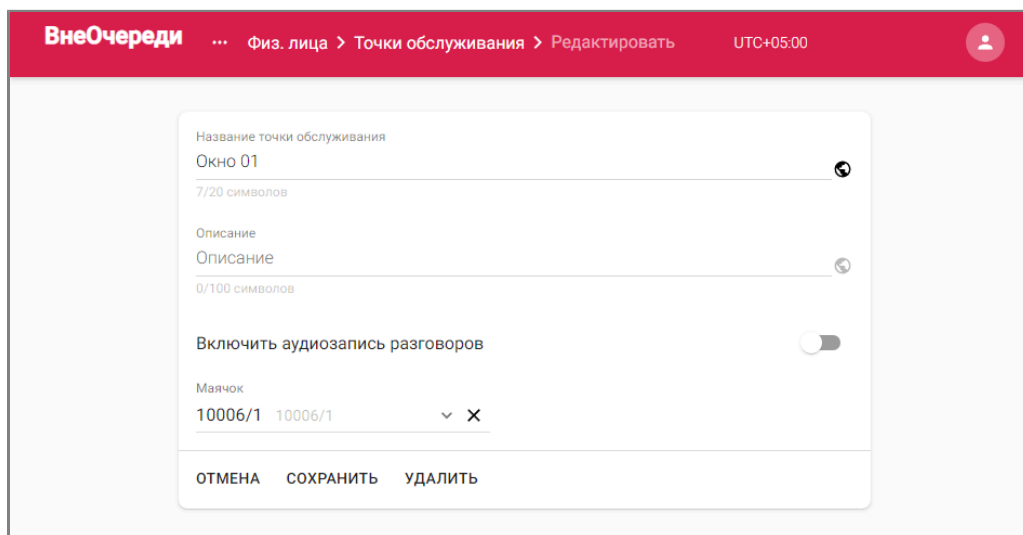 ВнеОчереди ... Физ. лица > Точки обслуживания > Редактировать UTC+05:00
Название точки обслуживания
Окно 01
7/20 символов
Описание
Описание
0/100 символов
Включить аудиозапись разговоров
Маячок
10006/1 10006/1
ОТМЕНА СОХРАНИТЬ УДАЛИТЬ